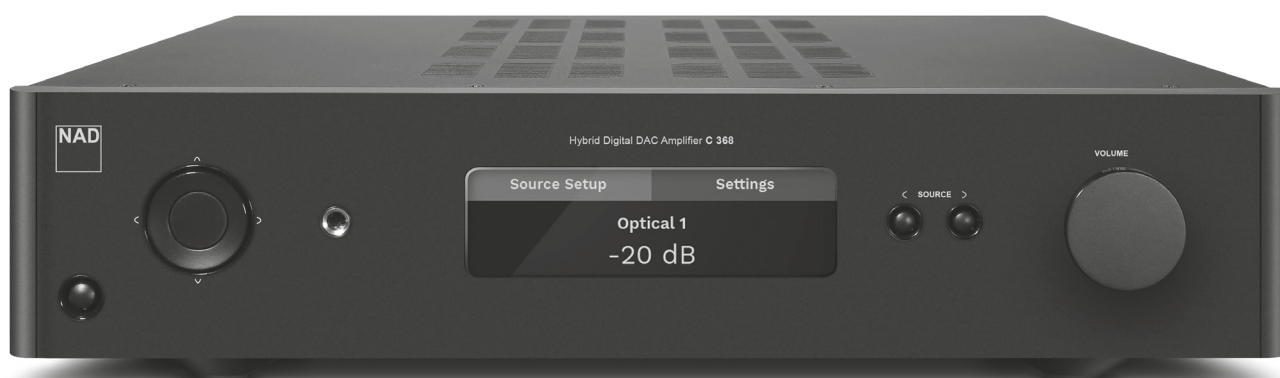 NAD
Hybrid Digital DAC Amplifier C 368
VOLUME
Source Setup
Settings
< SOURCE >
Optical 1
-20 dB